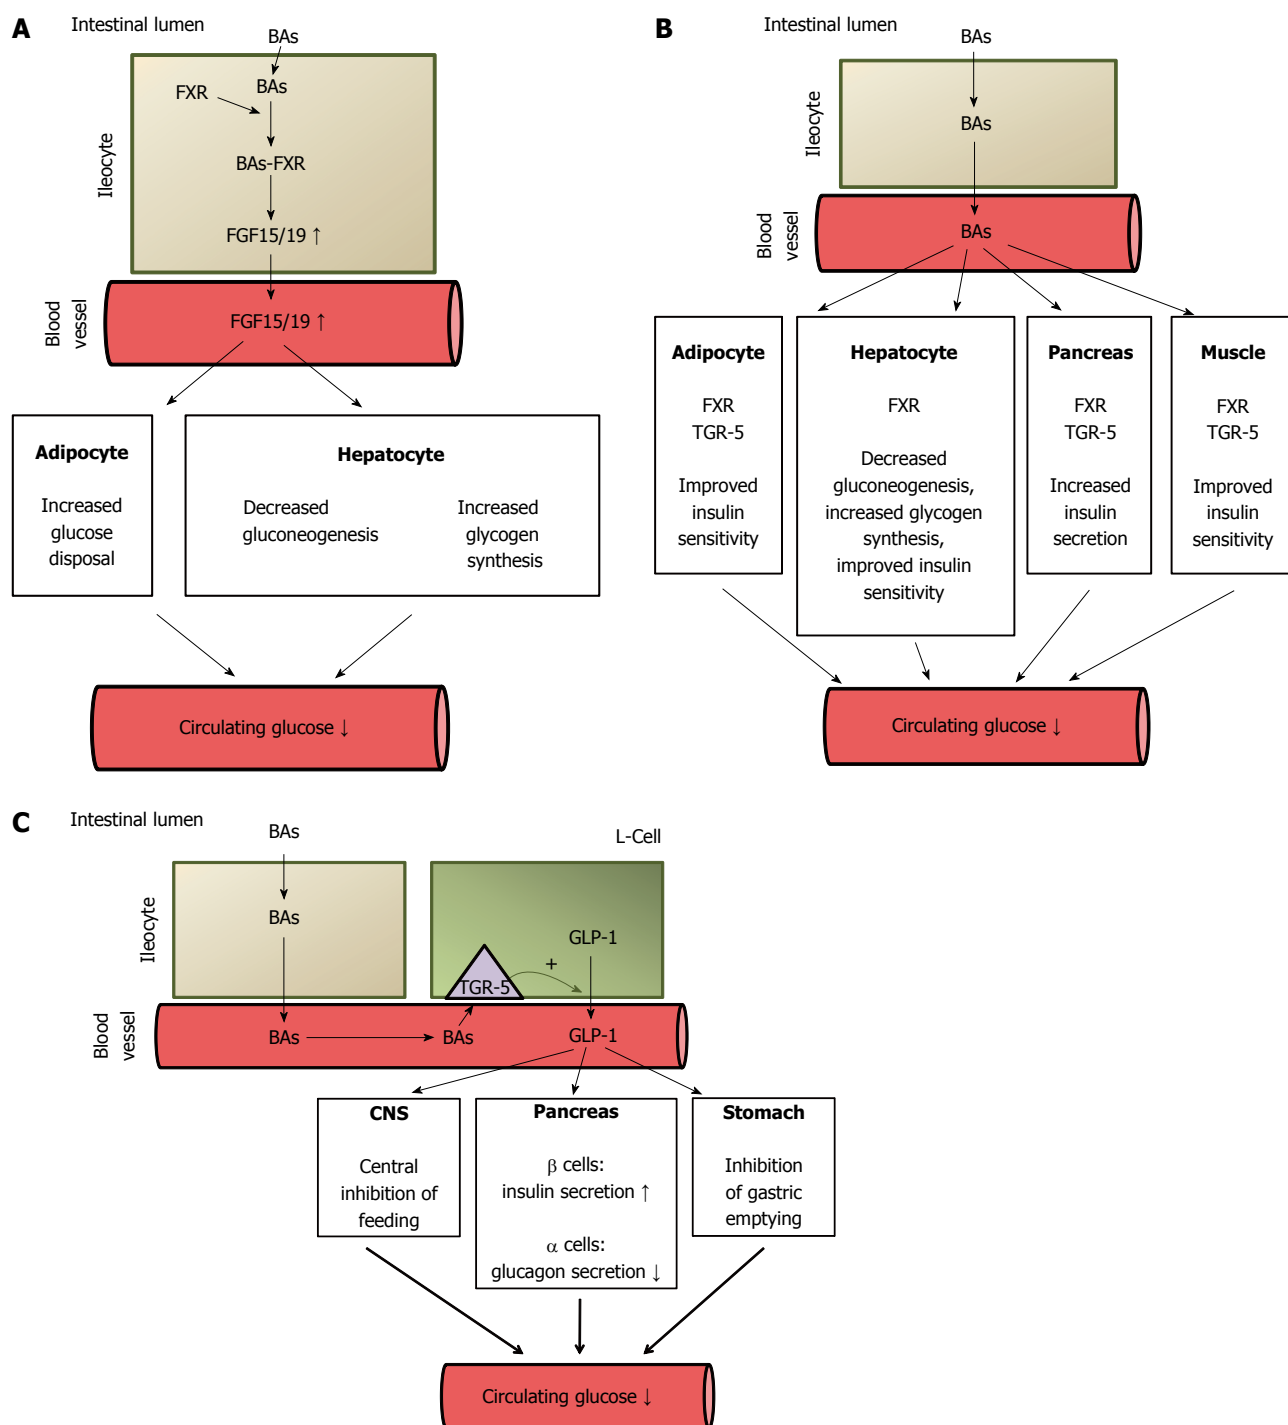 A
Intestinal lumen
BAs
BAs
FXR
Ileocyte
BAs-FXR
FGF15/19 ↑
Blood
vessel
FGF15/19 ↑
Adipocyte
Increased
glucose
disposal
Hepatocyte
Decreased
gluconeogenesis
Increased
glycogen
synthesis
Circulating glucose ↓
B
Intestinal lumen
BAs
Ileocyte
BAs
Blood
vessel
BAs
Adipocyte
FXR
TGR-5
Improved
insulin
sensitivity
Hepatocyte
FXR
Decreased
gluconeogenesis,
increased glycogen
synthesis,
improved insulin
sensitivity
Pancreas
FXR
TGR-5
Increased
insulin
secretion
Muscle
FXR
TGR-5
Improved
insulin
sensitivity
Circulating glucose ↓
C
Intestinal lumen
BAs
L-Cell
Ileocyte
BAs
GLP-1
+
TGR-5
Blood
vessel
BAs
BAs
GLP-1
CNS
Central
inhibition of
feeding
Pancreas
β cells:
insulin secretion ↑
α cells:
glucagon secretion ↓
Stomach
Inhibition
of gastric
emptying
Circulating glucose ↓